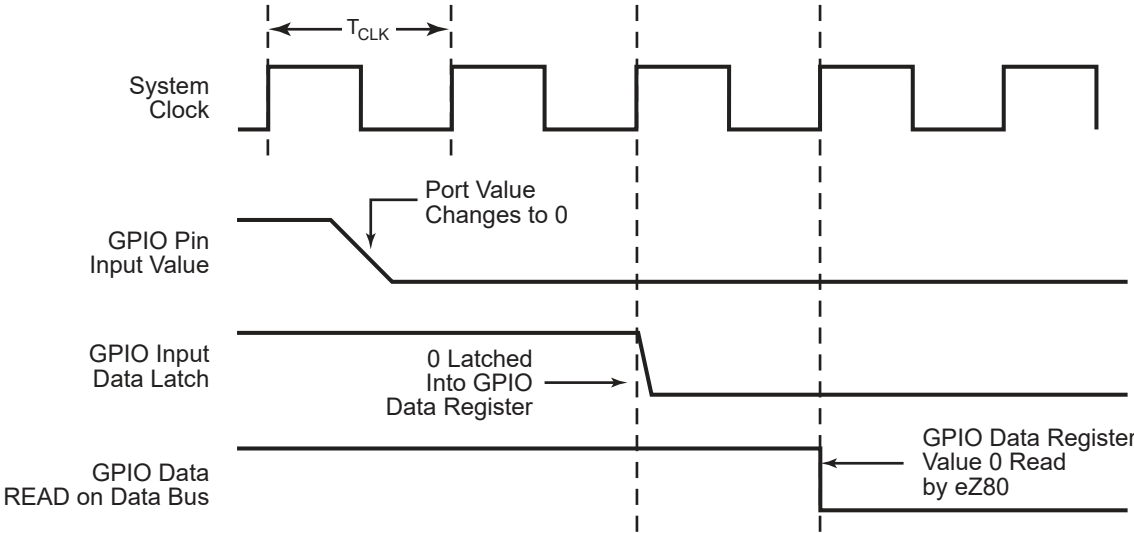 T_CLK
System
Clock
Port Value
Changes to 0
GPIO Pin
Input Value
GPIO Input
Data Latch
0 Latched
Into GPIO
Data Register
GPIO Data
READ on Data Bus
GPIO Data Register
Value 0 Read
by eZ80